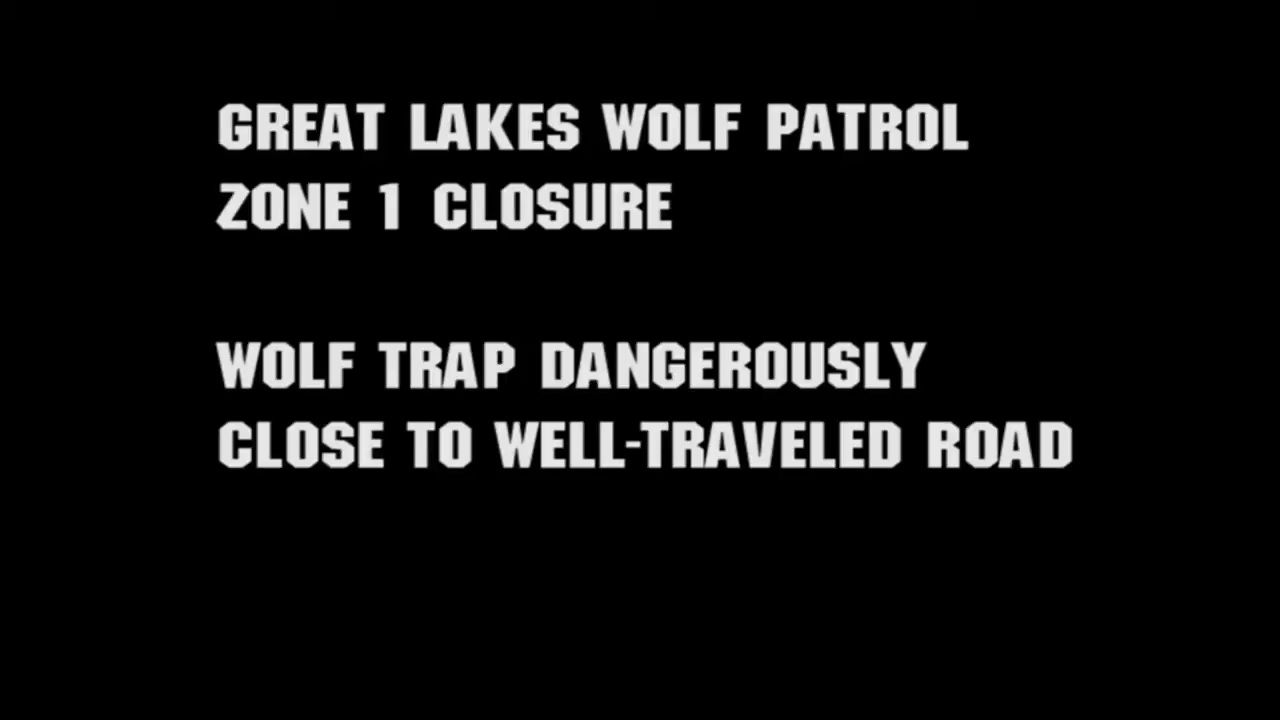 GREAT LAKES WOLF PATROL
ZONE 1 CLOSURE
WOLF TRAP DANGEROUSLY
CLOSE TO WELL-TRAVELED ROAD